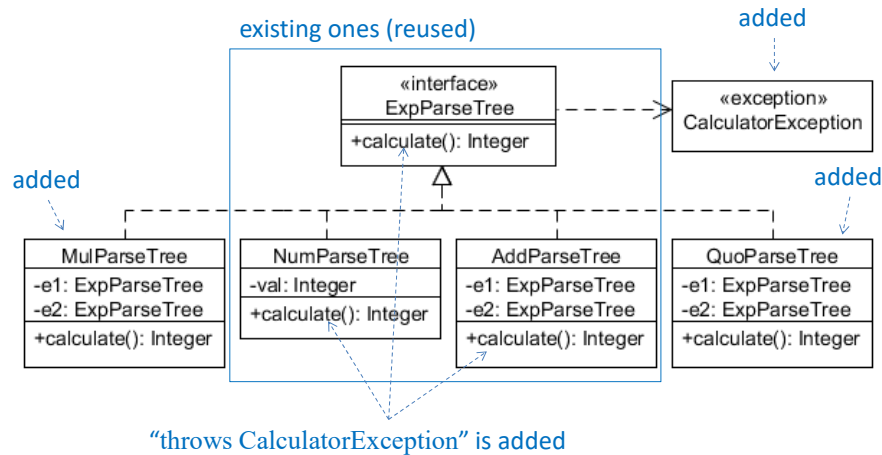 existing ones (reused)
added
«interface»
ExpParseTree
+calculate(): Integer
«exception»
CalculatorException
added
added
MulParseTree
-e1: ExpParseTree
-e2: ExpParseTree
+calculate(): Integer
NumParseTree
-val: Integer
+calculate(): Integer
AddParseTree
-e1: ExpParseTree
-e2: ExpParseTree
+calculate(): Integer
QuoParseTree
-e1: ExpParseTree
-e2: ExpParseTree
+calculate(): Integer
“throws CalculatorException” is added